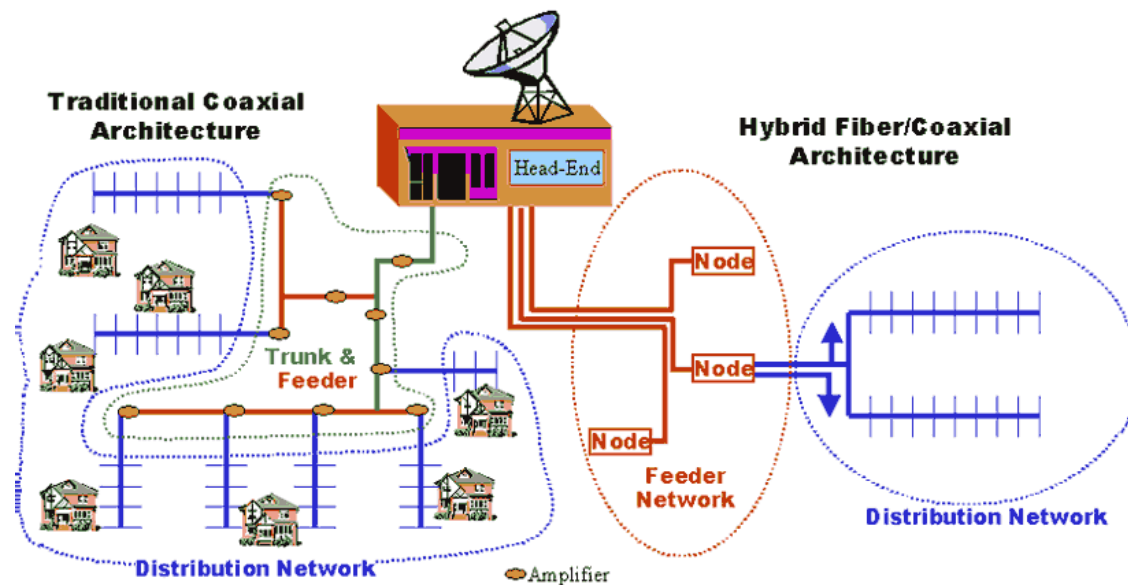 Traditional Coaxial
Architecture
Head-End
Hybrid Fiber/Coaxial
Architecture
Node
Trunk &
Feeder
Node
Node
Feeder
Network
Distribution Network
Distribution Network
Amplifier